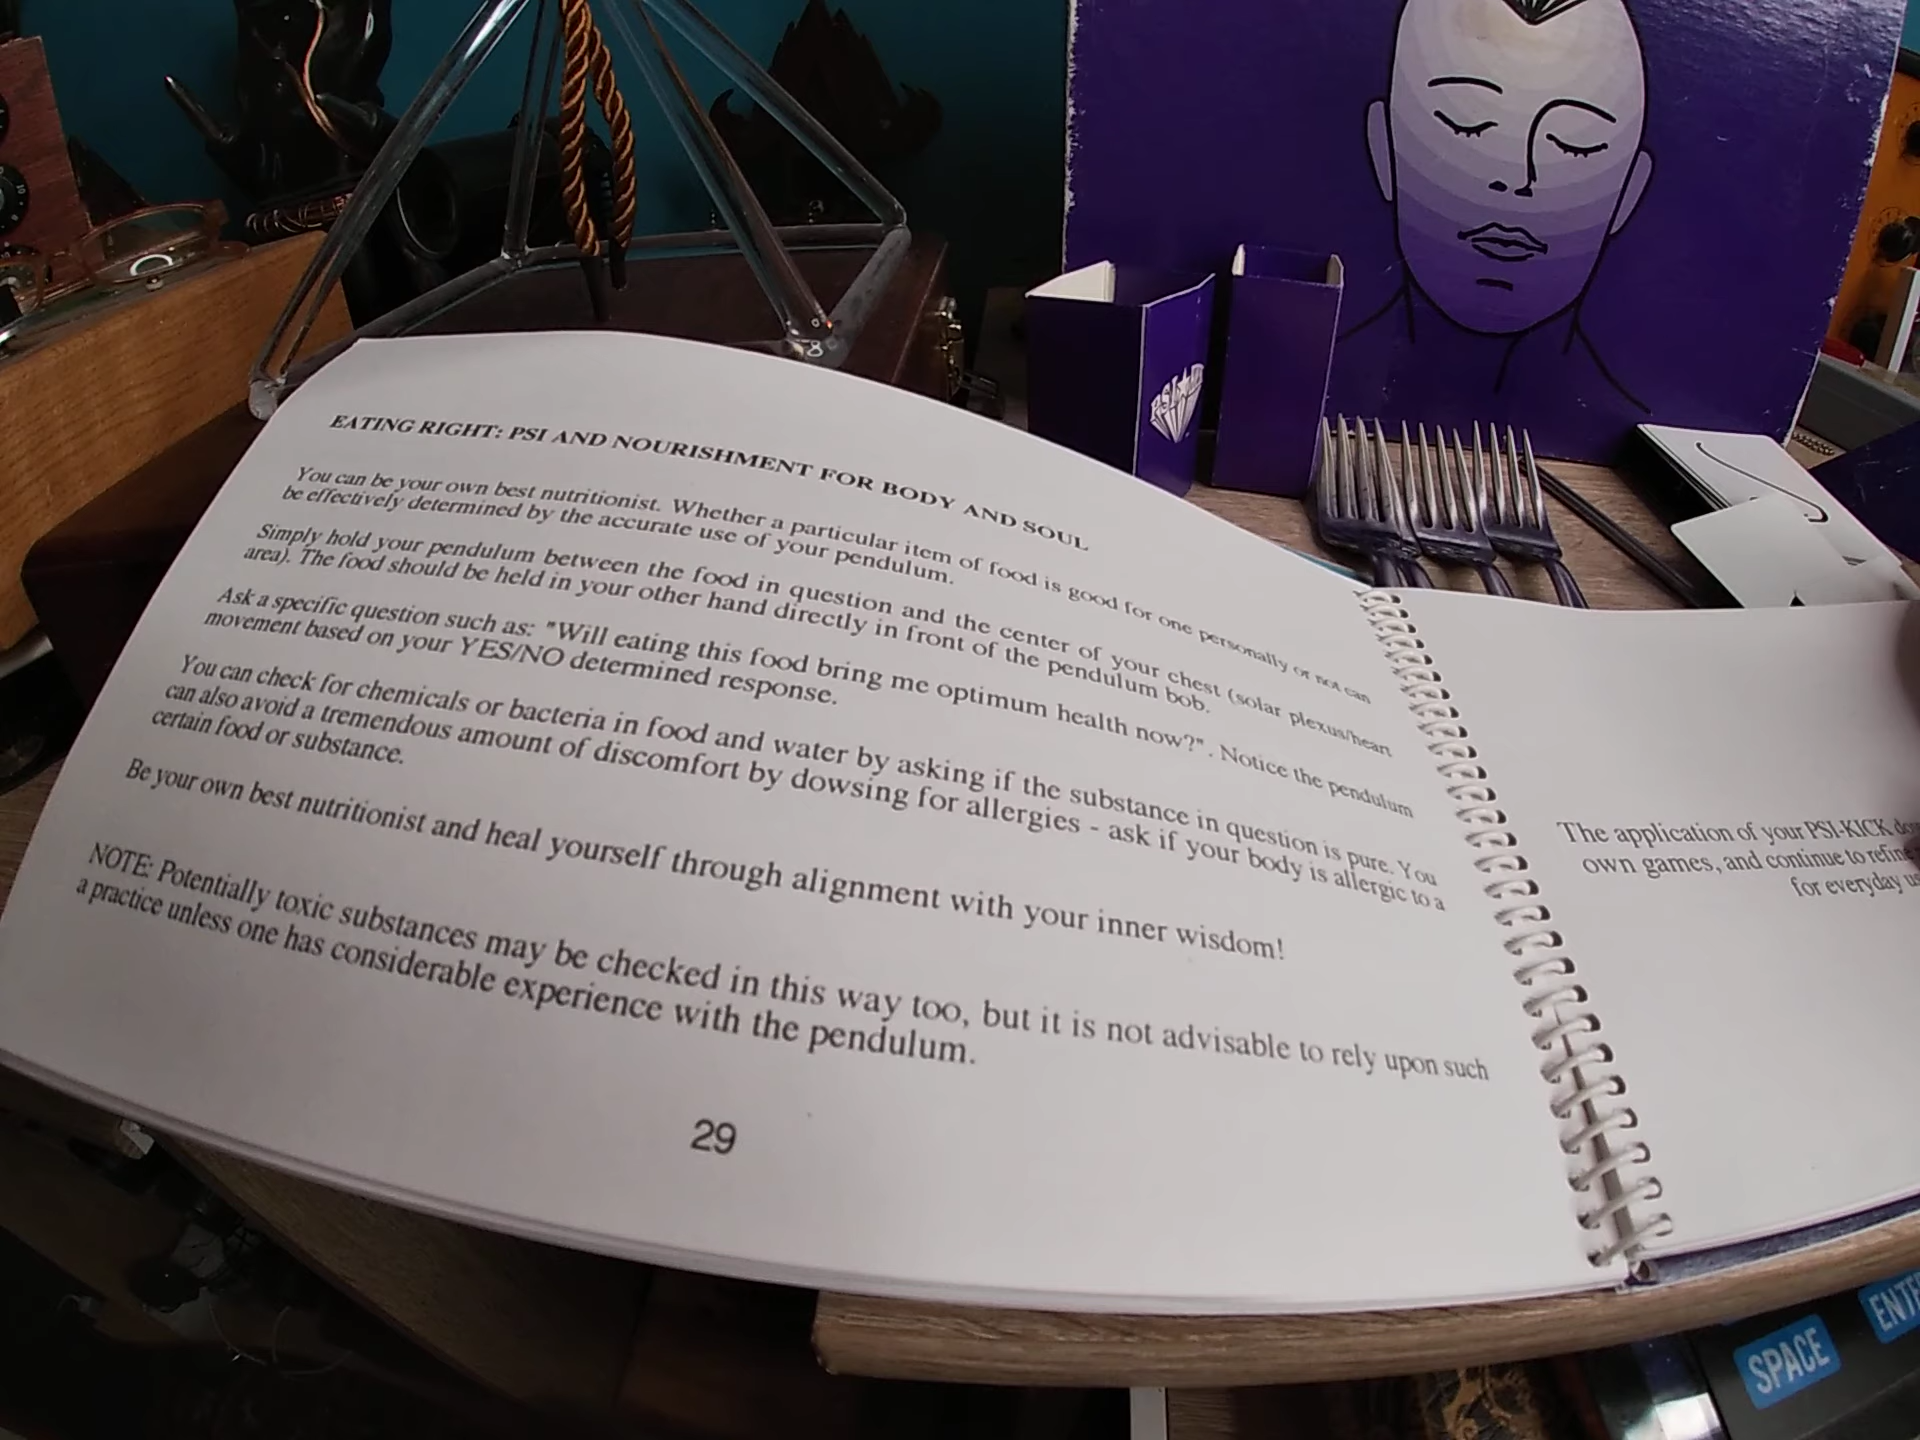 EATING RIGHT: PSI AND NOURISHMENT FOR BODY AND SOUL
You can be your own best nutritionist. Whether a particular item of food is good for one personally or not can
be effectively determined by the accurate use of your pendulum.
Simply hold your pendulum between the food in question and the center of your chest (solar plexus/heart
area). The food should be held in your other hand directly in front of the pendulum bob.
Ask a specific question such as: "Will eating this food bring me optimum health now?". Notice the pendulum
movement based on your YES/NO determined response.
You can check for chemicals or bacteria in food and water by asking if the substance in question is pure. You
can also avoid a tremendous amount of discomfort by dowsing for allergies - ask if your body is allergic to a
certain food or substance.
Be your own best nutritionist and heal yourself through alignment with your inner wisdom!
NOTE: Potentially toxic substances may be checked in this way too, but it is not advisable to rely upon such
a practice unless one has considerable experience with the pendulum.
29
The application of your PSI-KICK
own games, and continue to refine
for everyday
SPACE